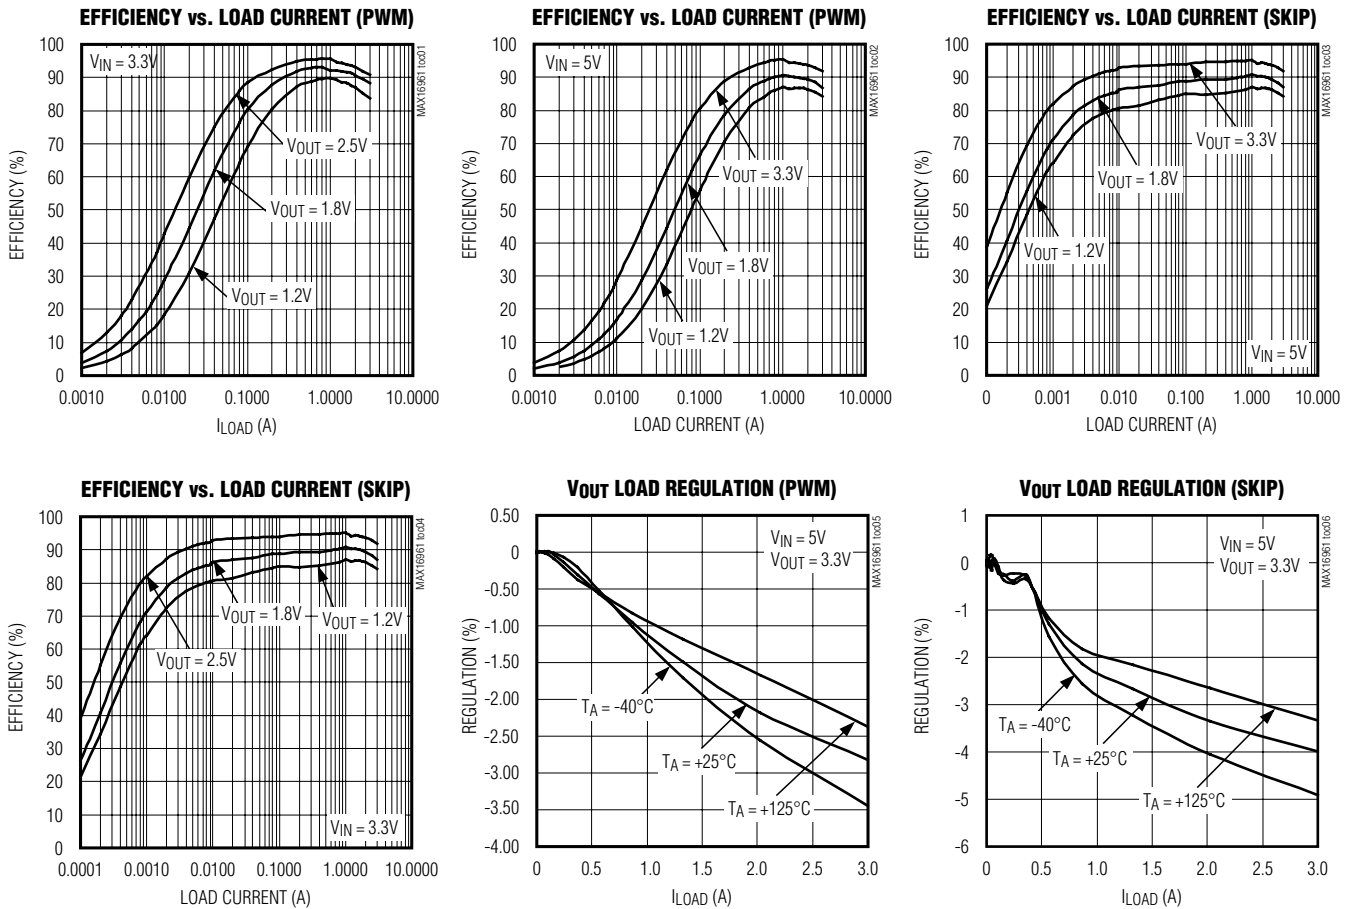 EFFICIENCY vs. LOAD CURRENT (PWM)
MAX16961 toc01
VIN = 3.3V
100
90
80
70
60
50
40
30
20
10
0
EFFICIENCY (%)
VOUT = 2.5V
VOUT = 1.8V
VOUT = 1.2V
0.0010 0.0100 0.1000 1.0000 10.0000
ILOAD (A)
EFFICIENCY vs. LOAD CURRENT (PWM)
MAX16961 toc02
VIN = 5V
100
90
80
70
60
50
40
30
20
10
0
EFFICIENCY (%)
VOUT = 3.3V
VOUT = 1.8V
VOUT = 1.2V
0.0010 0.0100 0.1000 1.0000 10.0000
LOAD CURRENT (A)
EFFICIENCY vs. LOAD CURRENT (SKIP)
MAX16961 toc03
100
90
80
70
60
50
40
30
20
10
0
EFFICIENCY (%)
VOUT = 3.3V
VOUT = 1.8V
VOUT = 1.2V
VIN = 5V
0 0.001 0.010 0.100 1.000 10.000
LOAD CURRENT (A)
EFFICIENCY vs. LOAD CURRENT (SKIP)
MAX16961 toc04
100
90
80
70
60
50
40
30
20
10
0
EFFICIENCY (%)
VOUT = 1.8V
VOUT = 1.2V
VOUT = 2.5V
VIN = 3.3V
0.0001 0.0010 0.0100 0.1000 1.0000 10.0000
LOAD CURRENT (A)
VOUT LOAD REGULATION (PWM)
MAX16961 toc05
VIN = 5V
VOUT = 3.3V
0.50
0
-0.50
-1.00
-1.50
-2.00
-2.50
-3.00
-3.50
-4.00
REGULATION (%)
TA = -40°C
TA = +25°C
TA = +125°C
0 0.5 1.0 1.5 2.0 2.5 3.0
ILOAD (A)
VOUT LOAD REGULATION (SKIP)
MAX16961 toc06
VIN = 5V
VOUT = 3.3V
1
0
-1
-2
-3
-4
-5
-6
REGULATION (%)
TA = -40°C
TA = +25°C
TA = +125°C
0 0.5 1.0 1.5 2.0 2.5 3.0
ILOAD (A)